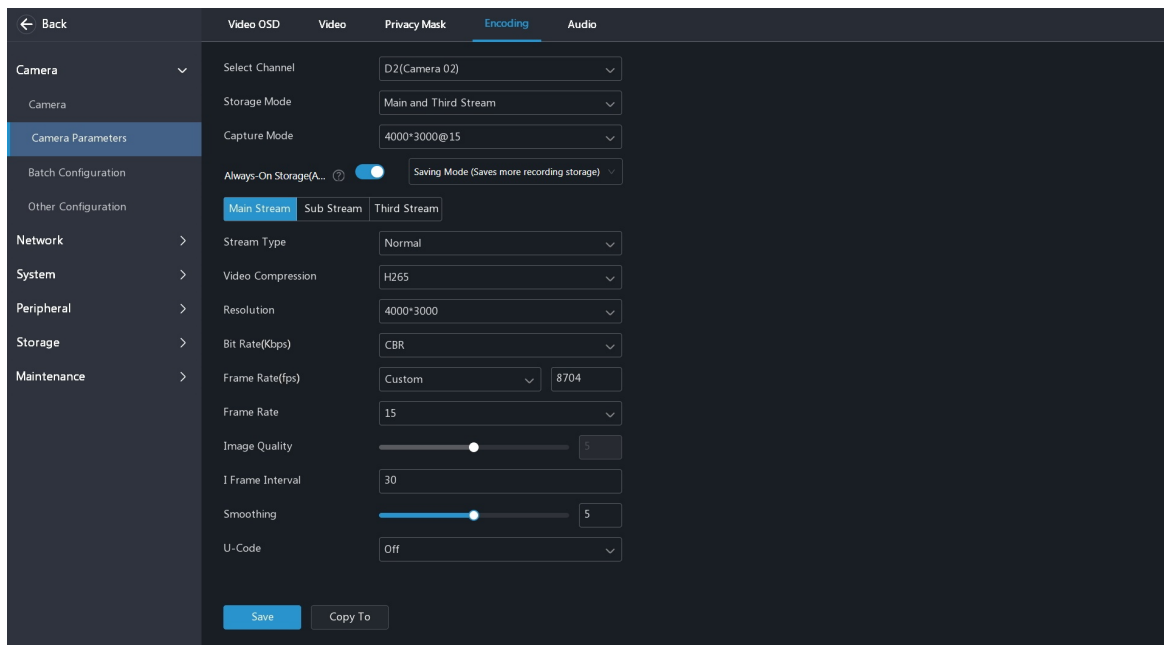 Back
Video OSD Video Privacy Mask Encoding Audio
Camera
Camera
Camera Parameters
Batch Configuration
Other Configuration
Network
System
Peripheral
Storage
Maintenance
Select Channel D2(Camera 02)
Storage Mode Main and Third Stream
Capture Mode 4000*3000@15
Always-On Storage(A... ? Saving Mode (Saves more recording storage)
Main Stream Sub Stream Third Stream
Stream Type Normal
Video Compression H265
Resolution 4000*3000
Bit Rate(Kbps) CBR
Frame Rate(fps) Custom 8704
Frame Rate 15
Image Quality 5
I Frame Interval 30
Smoothing 5
U-Code Off
Save Copy To